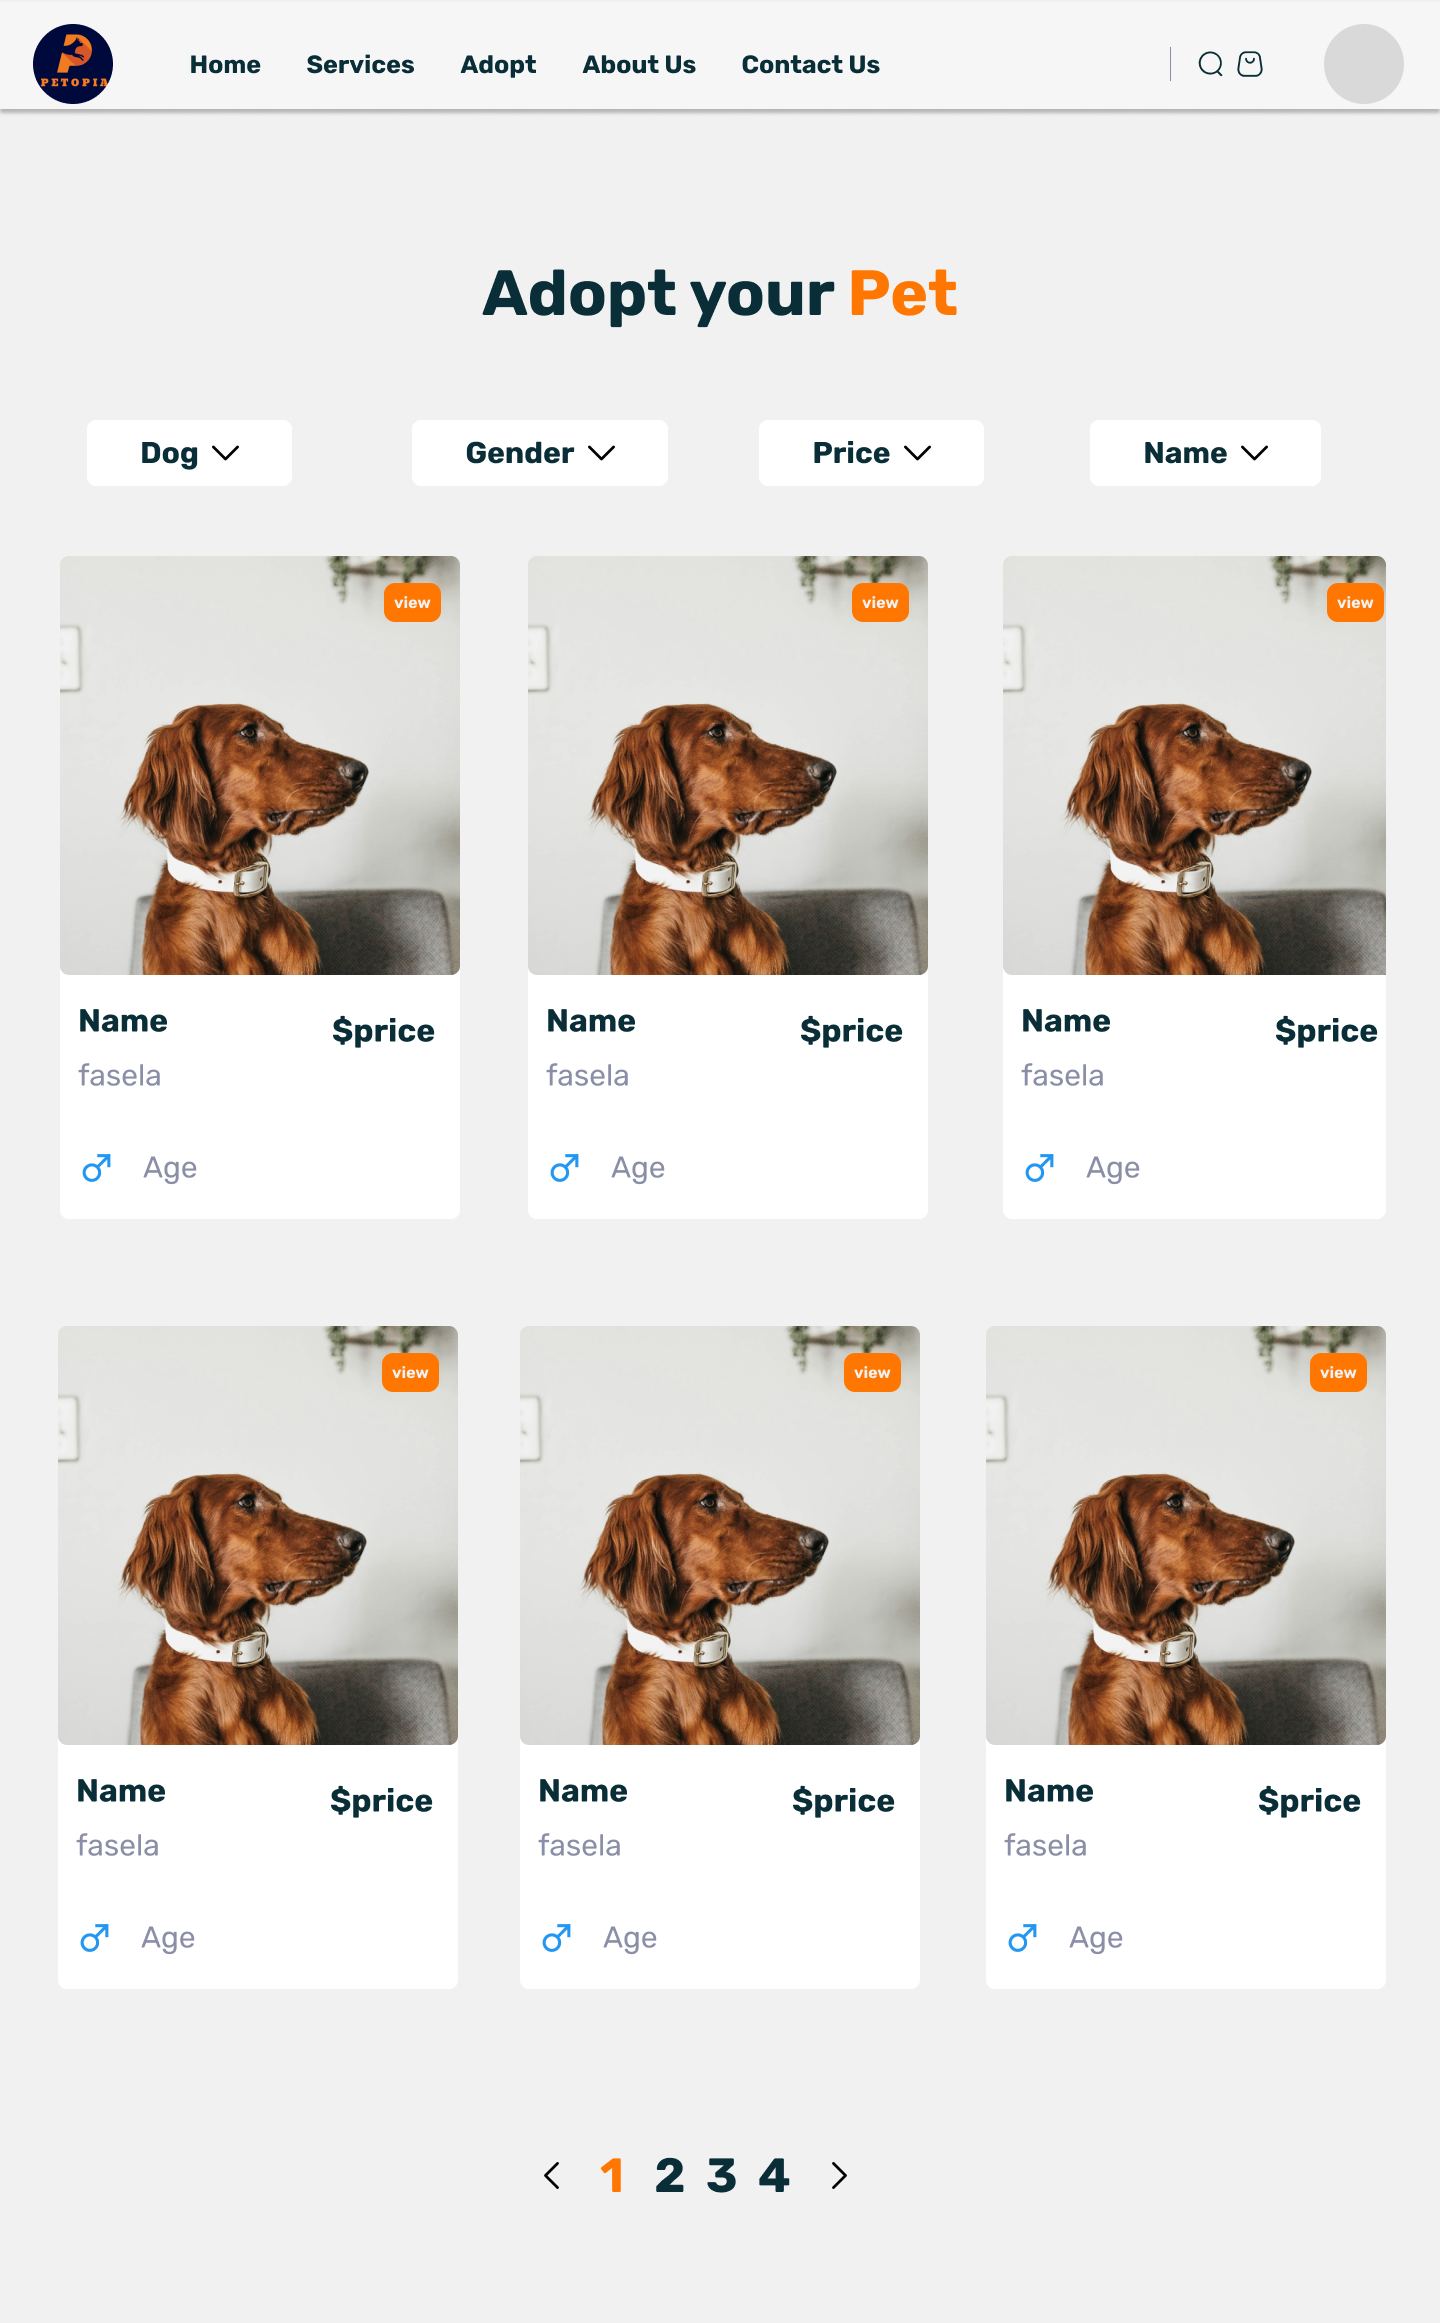 PETOPIA
Home Services Adopt About Us Contact Us
Adopt your Pet
Dog Gender Price Name
view view view
Name $price Name $price Name $price
fasela fasela fasela
Age Age Age
view view view
Name $price Name $price Name $price
fasela fasela fasela
Age Age Age
1 2 3 4